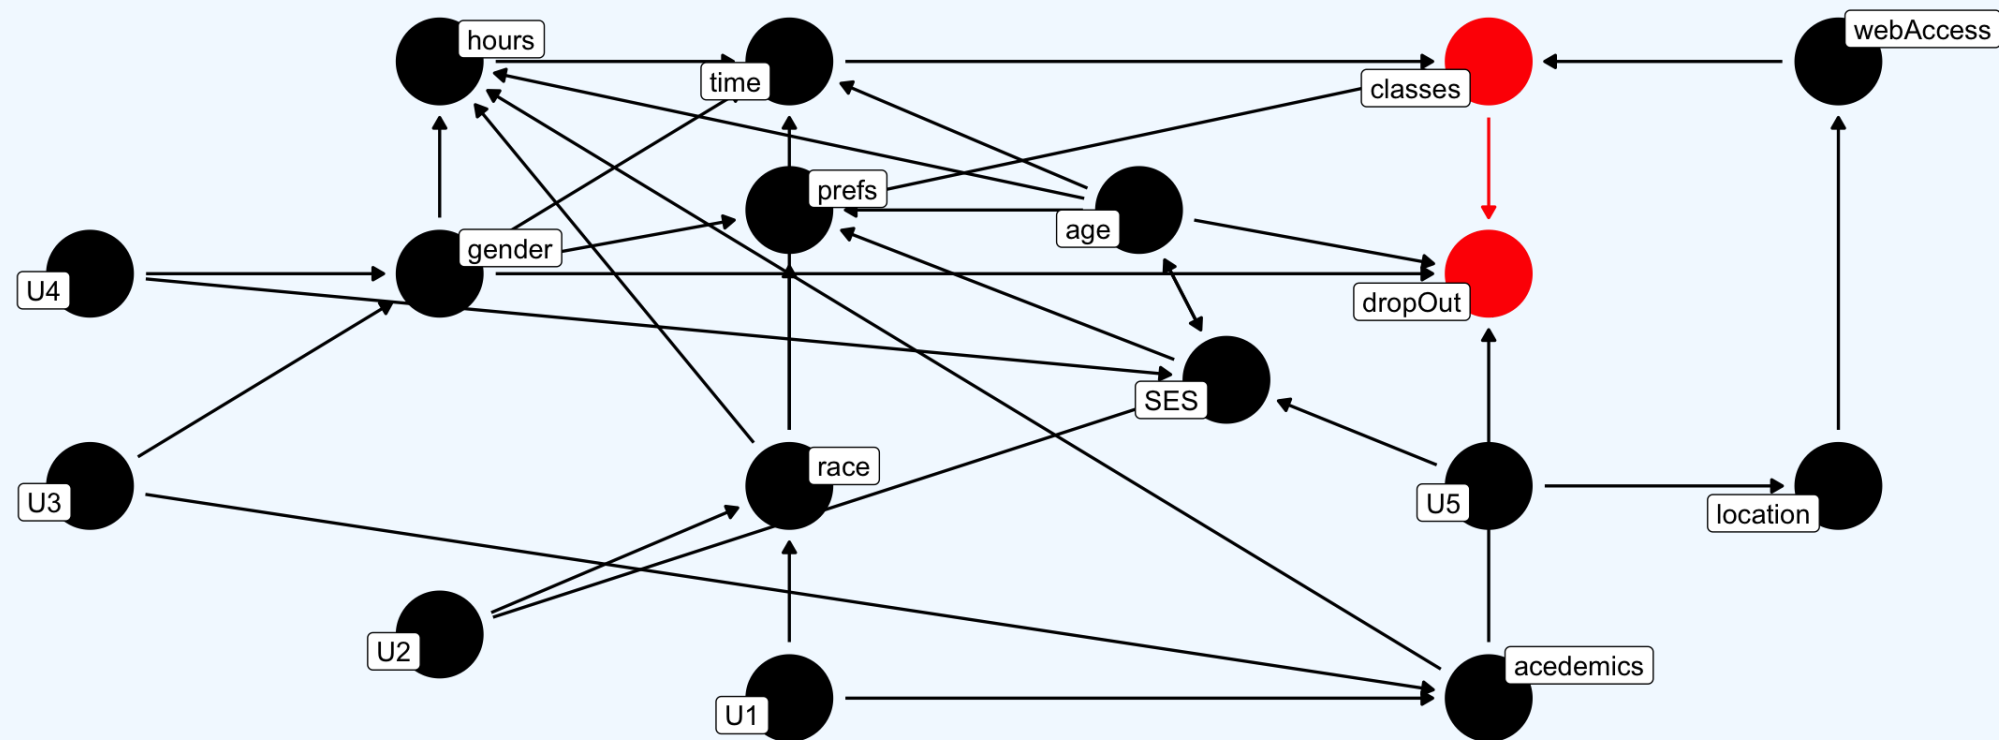 webAccess
hours
time
classes
prefs
age
gender
U4
dropOut
SES
race
U3
U5
location
U2
acedemics
U1